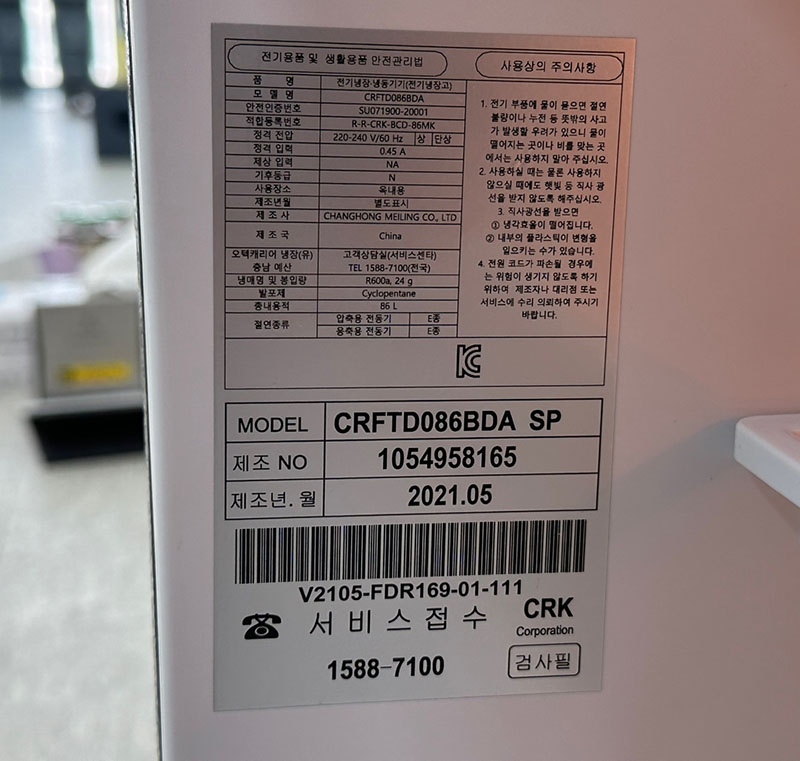 전기용품 및 생활용품 안전관리법
품 명 전기냉장·냉동기기(전기냉장고)
모 델 명 CRFTD086BDA
안전인증번호 SU071900-20001
적합등록번호 R-R-CRK-BCD-86MK
정격 전압 220-240 V/60 Hz 상 단상
정격 입력 0.45 A
제상 입력 NA
기후등급 N
사용장소 옥내용
제조년월 별도표시
제 조 사 CHANGHONG MEILING CO., LTD
제 조 국 China
오텍캐리어 냉장(유) 고객상담실(서비스센타)
충남 예산 TEL 1588-7100(전국)
냉매명 및 봉입량 R600a, 24 g
발포제 Cyclopentane
총내용적 86 L
절연종류 압축용 전동기 E종
응축용 전동기 E종
사용상의 주의사항
1. 전기 부품에 물이 묻으면 절연
불량이나 누전 등 뜻밖의 사고
가 발생할 우려가 있으니 물이
떨어지는 곳이나 비를 맞는 곳
에서는 사용하지 말아 주십시오.
2. 사용하실 때는 물론 사용하지
않으실 때에도 햇빛 등 직사 광
선을 받지 않도록 해주십시오.
3. 직사광선을 받으면
① 냉각효율이 떨어집니다.
② 내부의 플라스틱이 변형을
일으키는 수가 있습니다.
4. 전원 코드가 파손될 경우에
는 위험이 생기지 않도록 하기
위하여 제조자나 대리점 또는
서비스에 수리 의뢰하여 주시기
바랍니다.
MODEL CRFTD086BDA SP
제조 NO 1054958165
제조년. 월 2021.05
V2105-FDR169-01-111
서비스접수
CRK
Corporation
1588-7100
검사필